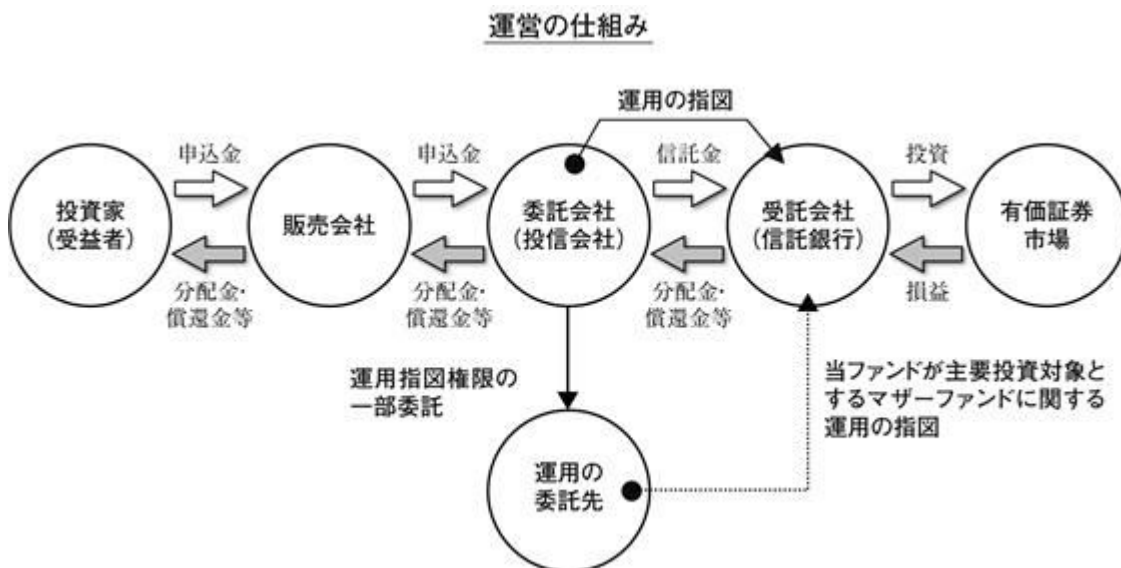 運営の仕組み
運用の指図
申込金
申込金
信託金
投資
投資家
(受益者)
販売会社
委託会社
(投信会社)
受託会社
(信託銀行)
有価証券
市場
分配金・
償還金等
分配金・
償還金等
分配金・
償還金等
損益
運用指図権限の
一部委託
当ファンドが主要投資対象と
するマザーファンドに関する
運用の指図
運用の
委託先